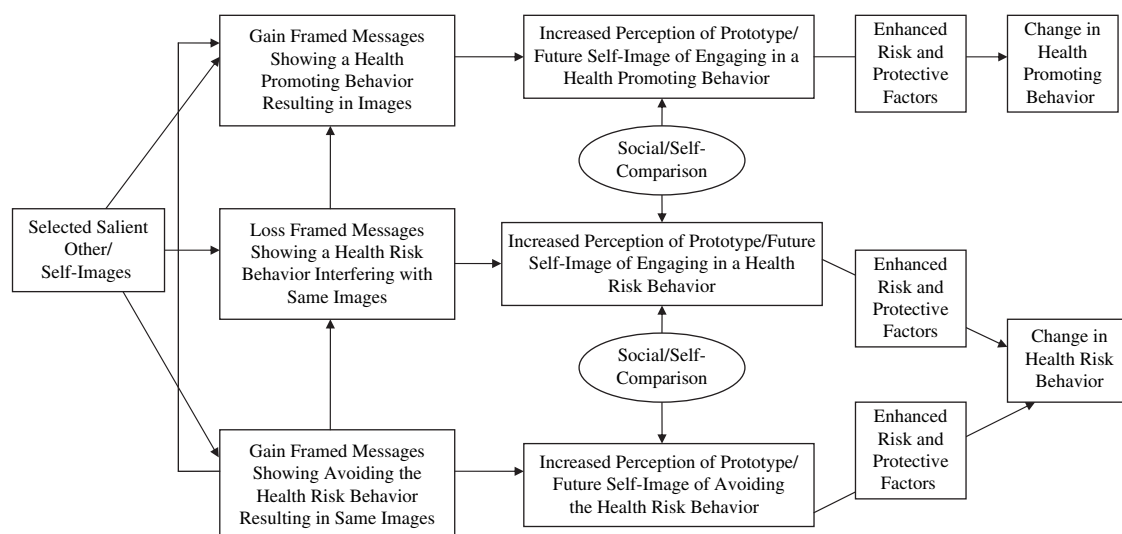 Gain Framed Messages
Showing a Health
Promoting Behavior
Resulting in Images
Increased Perception of Prototype/
Future Self-Image of Engaging in a
Health Promoting Behavior
Enhanced
Risk and
Protective
Factors
Change in
Health
Promoting
Behavior
Social/Self-
Comparison
Selected Salient
Other/
Self-Images
Loss Framed Messages
Showing a Health Risk
Behavior Interfering with
Same Images
Increased Perception of Prototype/Future
Self-Image of Engaging in a Health
Risk Behavior
Enhanced
Risk and
Protective
Factors
Social/Self-
Comparison
Change in
Health Risk
Behavior
Gain Framed Messages
Showing Avoiding the
Health Risk Behavior
Resulting in Same Images
Increased Perception of Prototype/
Future Self-Image of Avoiding
the Health Risk Behavior
Enhanced
Risk and
Protective
Factors